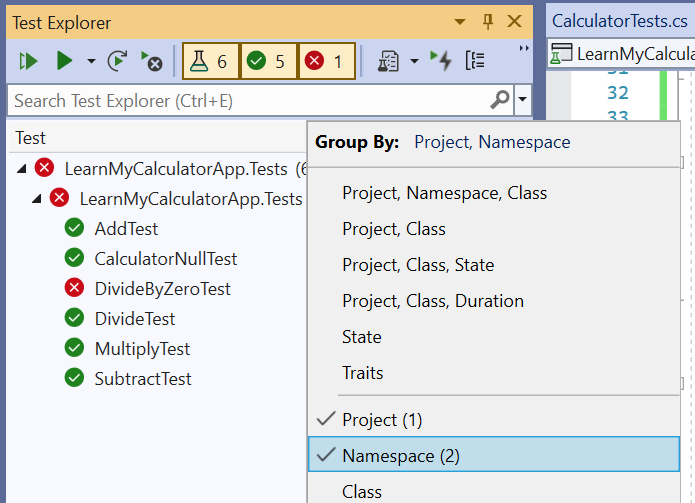 Test Explorer
6 5 1
Search Test Explorer (Ctrl+E)
Test
LearnMyCalculatorApp.Tests (6
LearnMyCalculatorApp.Tests
AddTest
CalculatorNullTest
DivideByZeroTest
DivideTest
MultiplyTest
SubtractTest
Group By: Project, Namespace
Project, Namespace, Class
Project, Class
Project, Class, State
Project, Class, Duration
State
Traits
Project (1)
Namespace (2)
Class
CalculatorTests.cs
LearnMyCalcula
32
33